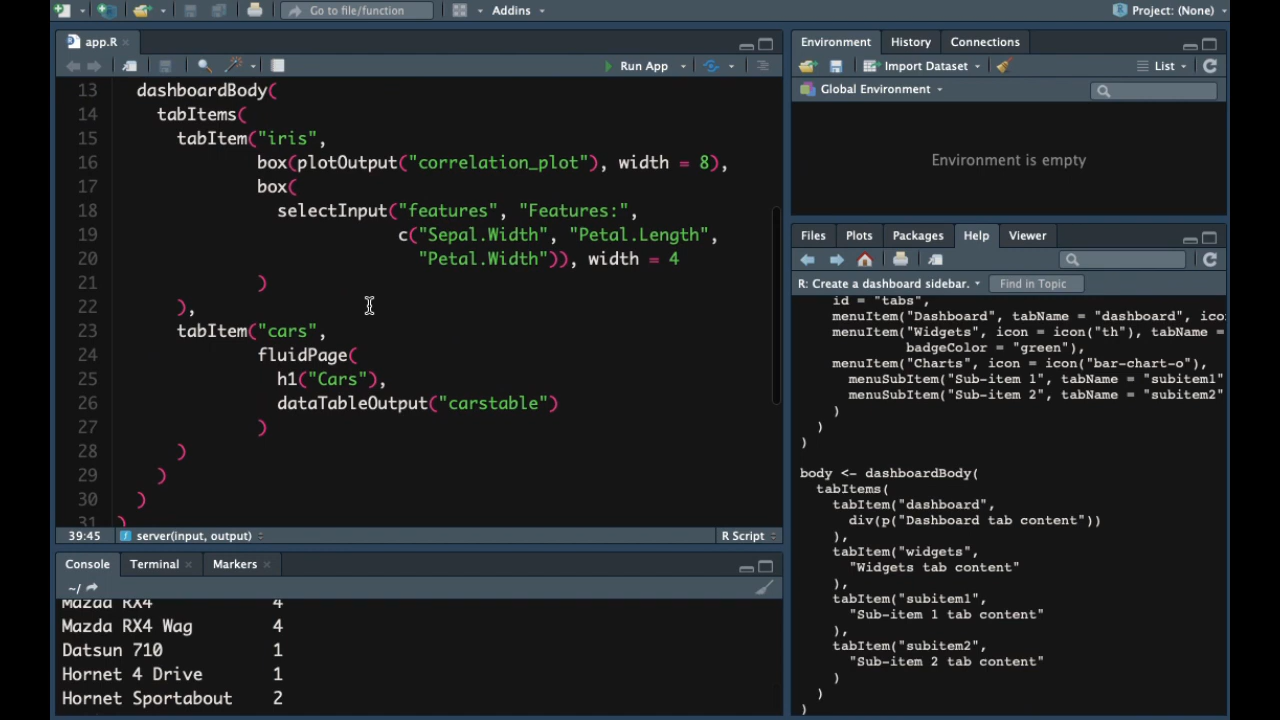 Go to file/function
Addins
Project: (None)
app.R
Run App
13 dashboardBody(
14 tabItems(
15 tabItem("iris",
16 box(plotOutput("correlation_plot"), width = 8),
17 box(
18 selectInput("features", "Features:",
19 c("Sepal.Width", "Petal.Length",
20 "Petal.Width")), width = 4
21 )
22 ),
23 tabItem("cars",
24 fluidPage(
25 h1("Cars"),
26 dataTableOutput("carstable")
27 )
28 )
29 )
30 )
31 )
39:45 server(input, output) R Script
Console Terminal Markers
~/
Mazda RX4 4
Mazda RX4 Wag 4
Datsun 710 1
Hornet 4 Drive 1
Hornet Sportabout 2
Environment History Connections
Import Dataset List
Global Environment
Environment is empty
Files Plots Packages Help Viewer
R: Create a dashboard sidebar. Find in Topic
id = "tabs",
menuItem("Dashboard", tabName = "dashboard", ico
menuItem("Widgets", icon = icon("th"), tabName =
badgeColor = "green"),
menuItem("Charts", icon = icon("bar-chart-o"),
menuSubItem("Sub-item 1", tabName = "subitem1"
menuSubItem("Sub-item 2", tabName = "subitem2"
)
)
)
body <- dashboardBody(
tabItems(
tabItem("dashboard",
div(p("Dashboard tab content"))
),
tabItem("widgets",
"Widgets tab content"
),
tabItem("subitem1",
"Sub-item 1 tab content"
),
tabItem("subitem2",
"Sub-item 2 tab content"
)
)
)